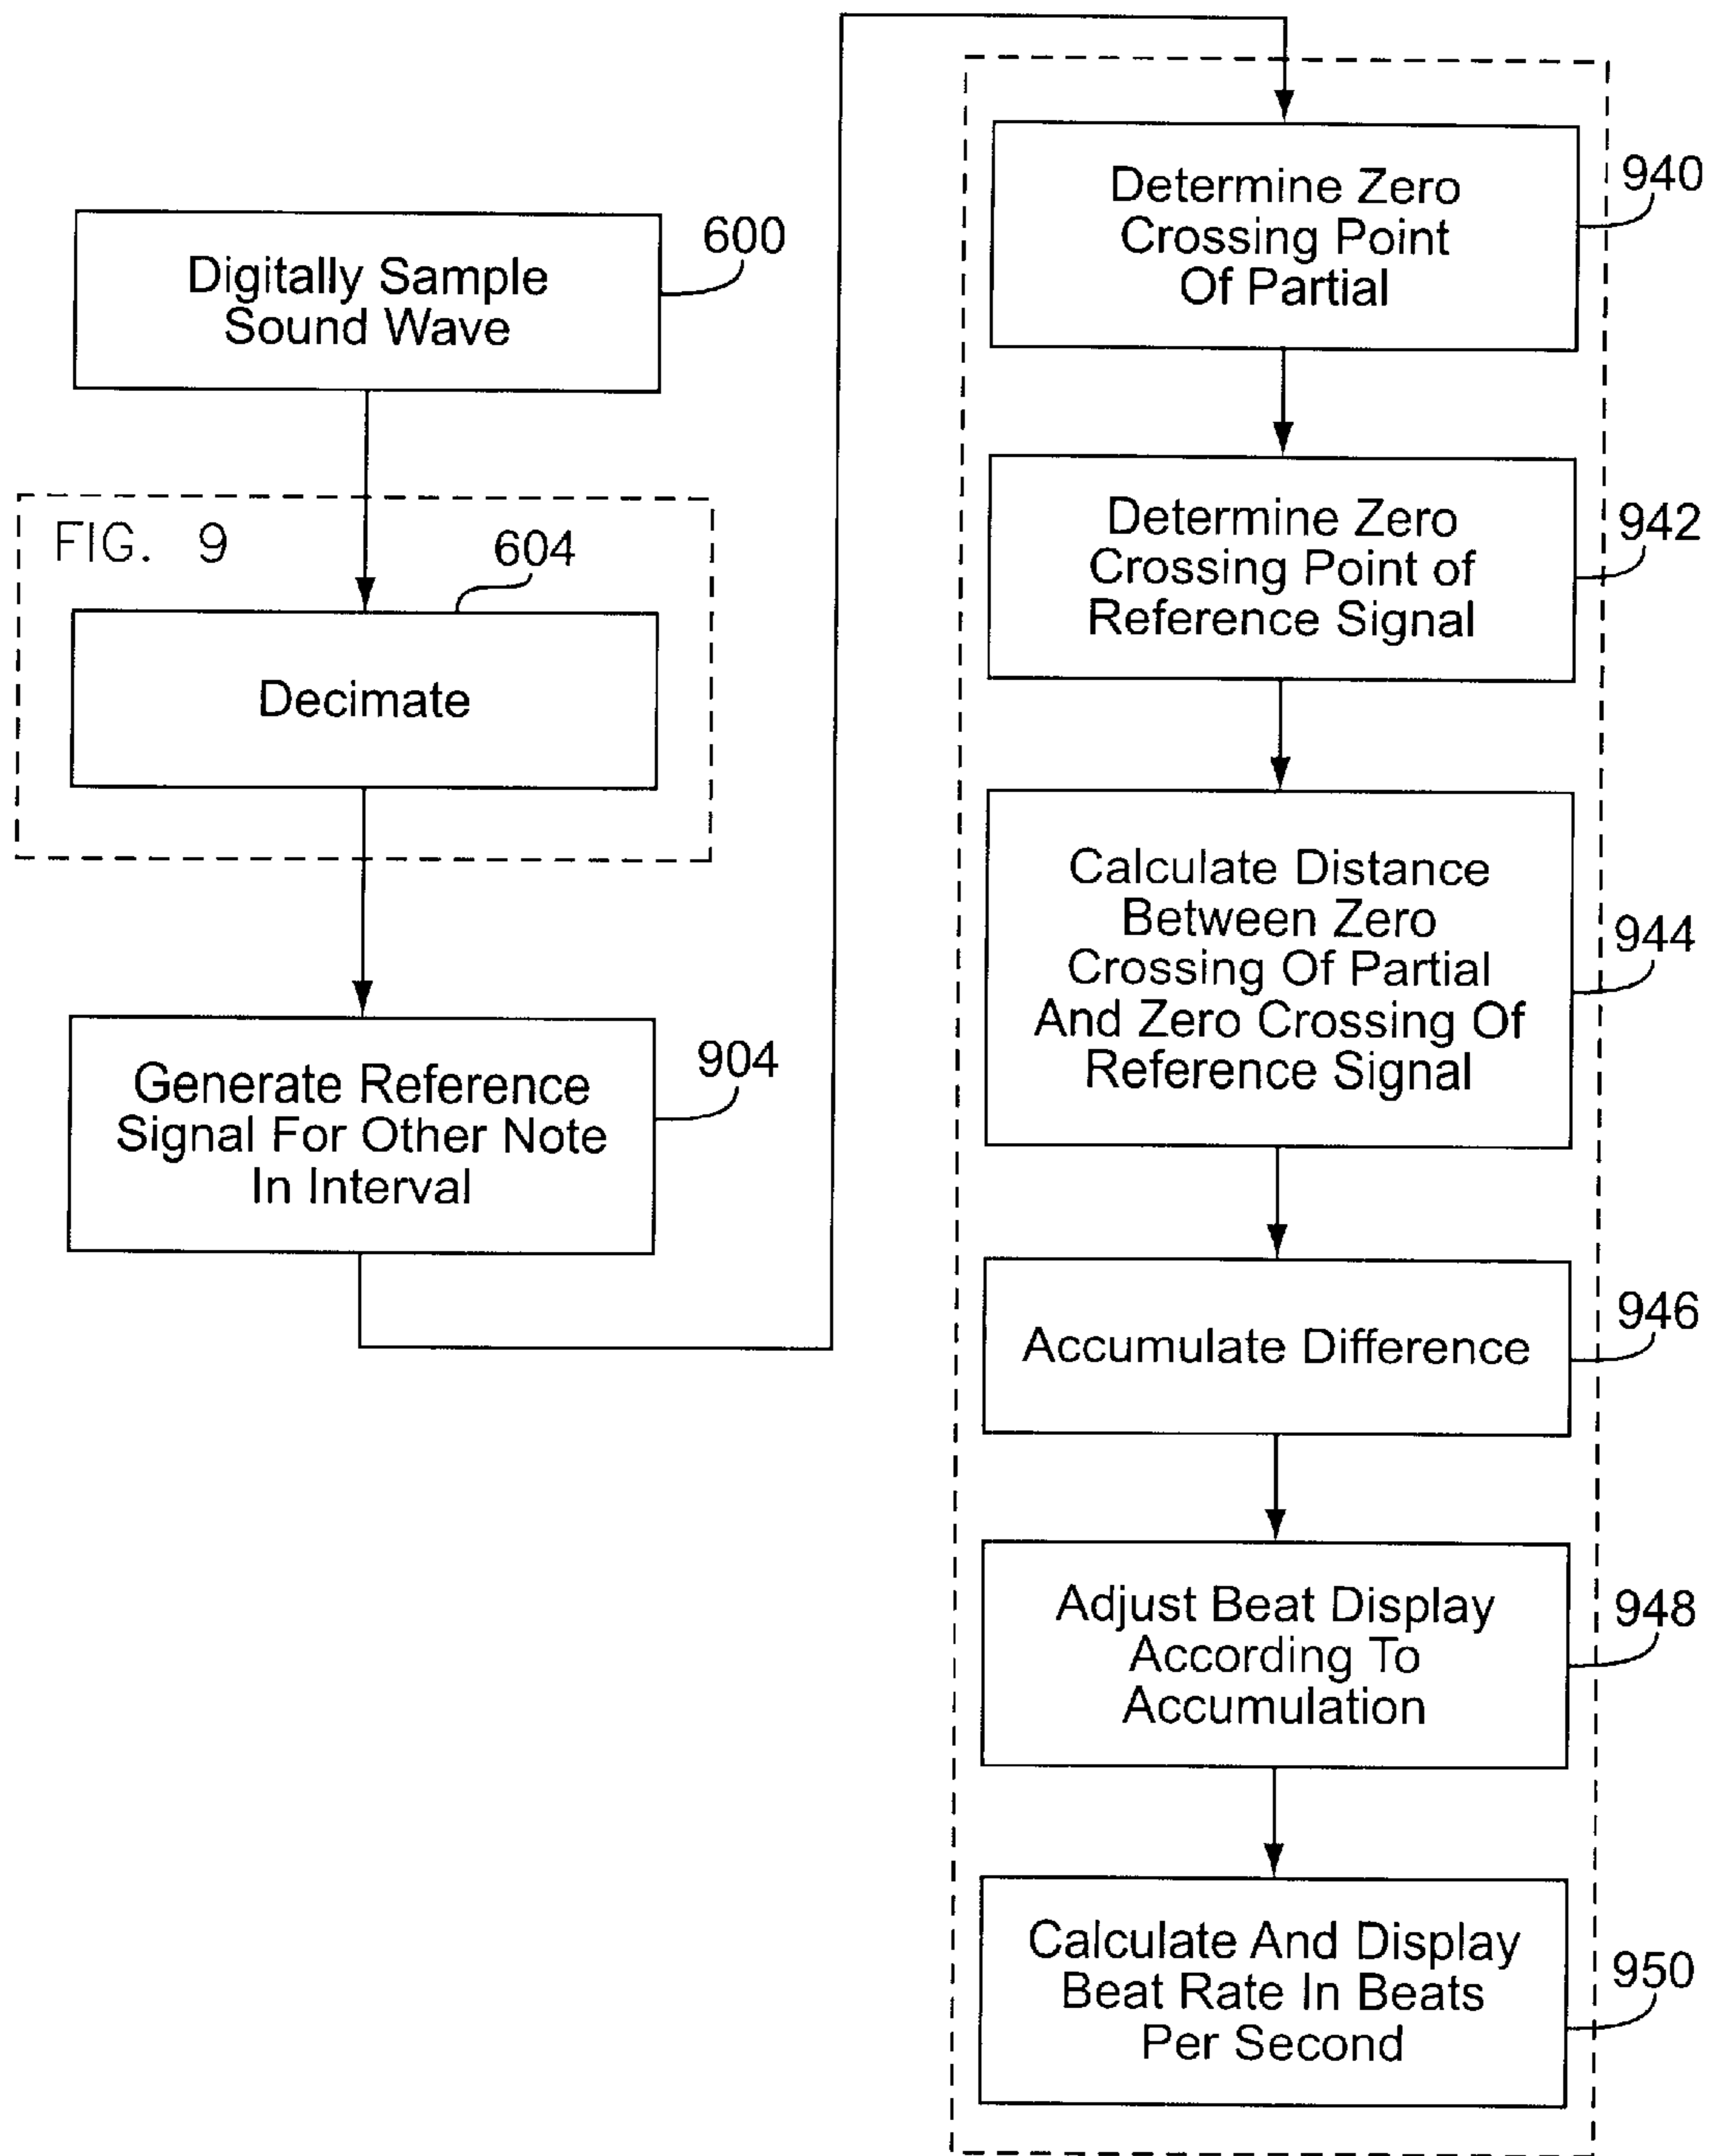 600
Digitally Sample
Sound Wave
FIG. 9
604
Decimate
904
Generate Reference
Signal For Other Note
In Interval
940
Determine Zero
Crossing Point
Of Partial
942
Determine Zero
Crossing Point of
Reference Signal
944
Calculate Distance
Between Zero
Crossing Of Partial
And Zero Crossing Of
Reference Signal
946
Accumulate Difference
948
Adjust Beat Display
According To
Accumulation
950
Calculate And Display
Beat Rate In Beats
Per Second